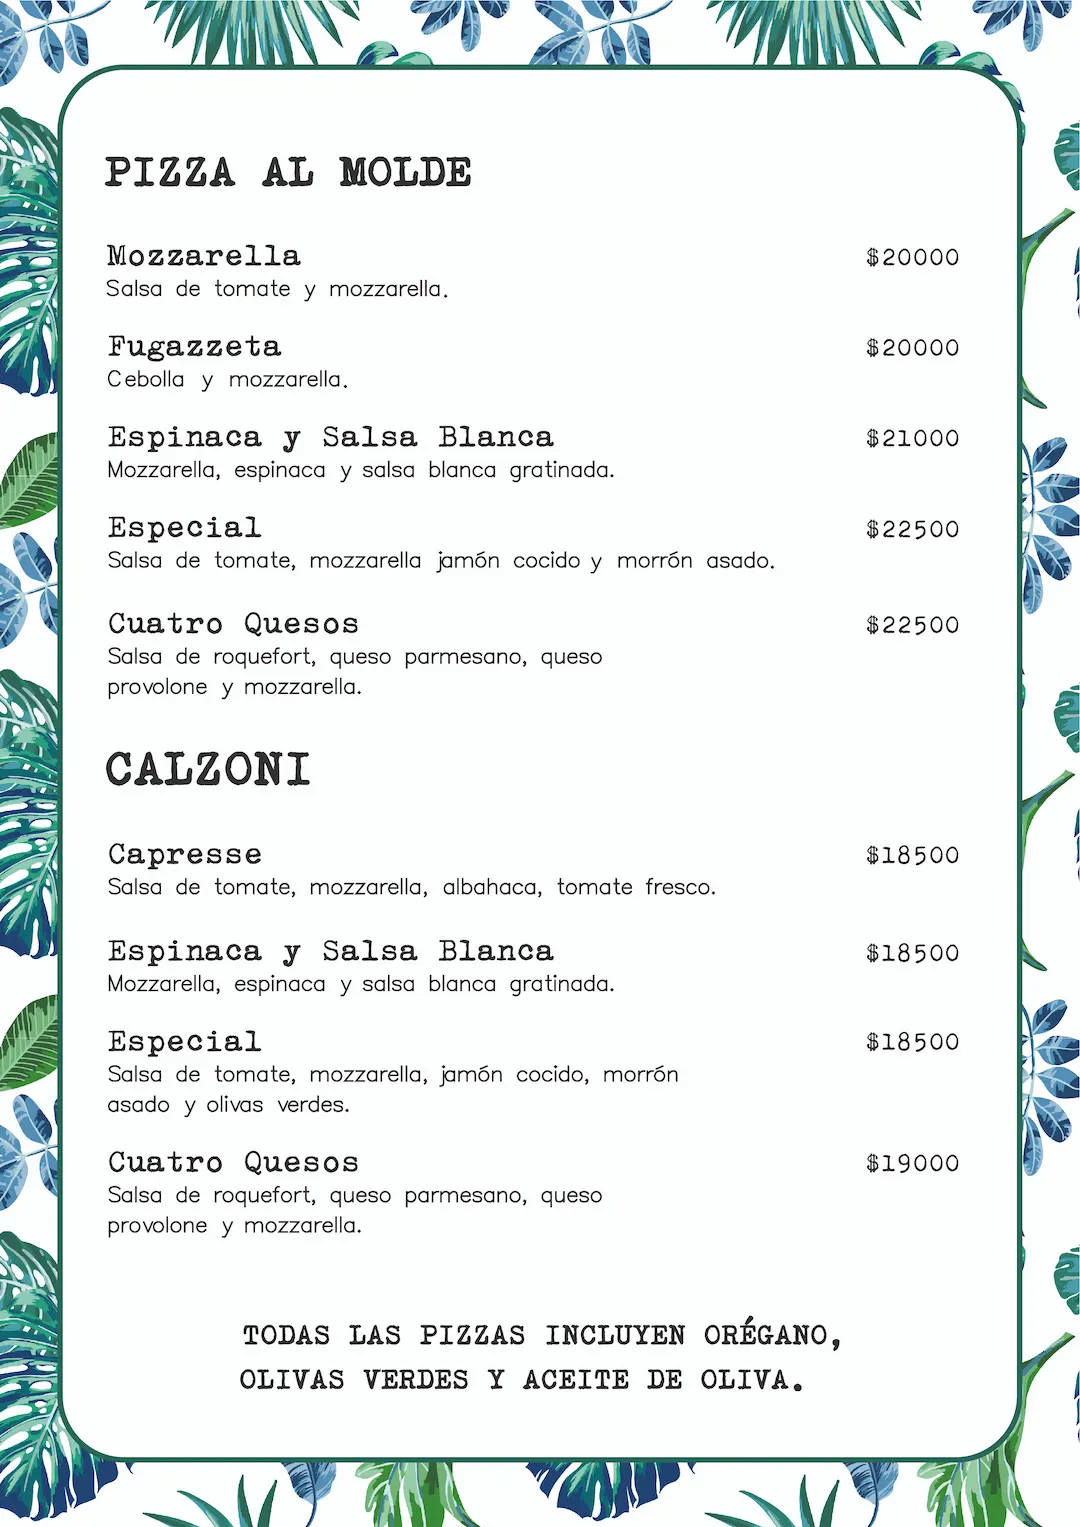 PIZZA AL MOLDE
Mozzarella $20000
Salsa de tomate y mozzarella.
Fugazzeta $20000
Cebolla y mozzarella.
Espinaca y Salsa Blanca $21000
Mozzarella, espinaca y salsa blanca gratinada.
Especial $22500
Salsa de tomate, mozzarella jamón cocido y morrón asado.
Cuatro Quesos $22500
Salsa de roquefort, queso parmesano, queso
provolone y mozzarella.
CALZONI
Capresse $18500
Salsa de tomate, mozzarella, albahaca, tomate fresco.
Espinaca y Salsa Blanca $18500
Mozzarella, espinaca y salsa blanca gratinada.
Especial $18500
Salsa de tomate, mozzarella, jamón cocido, morrón
asado y olivas verdes.
Cuatro Quesos $19000
Salsa de roquefort, queso parmesano, queso
provolone y mozzarella.
TODAS LAS PIZZAS INCLUYEN ORÉGANO,
OLIVAS VERDES Y ACEITE DE OLIVA.